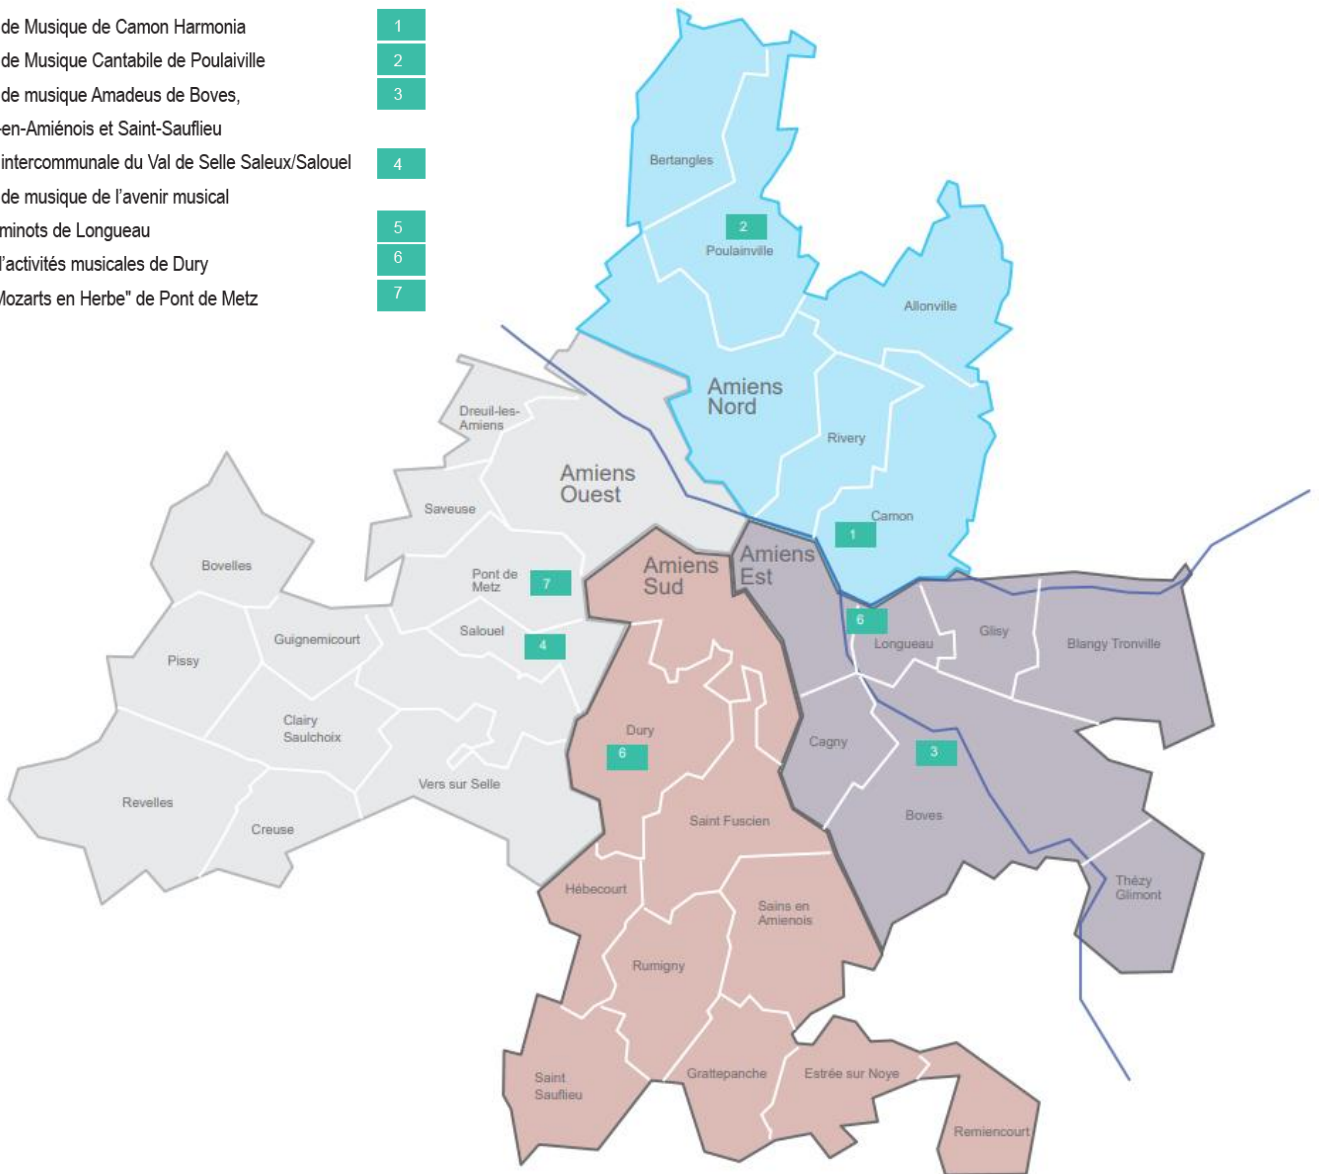 de Musique de Camon Harmonia 1
de Musique Cantabile de Poulaiville 2
de musique Amadeus de Boves, 3
-en-Amiénois et Saint-Sauflieu
intercommunale du Val de Selle Saleux/Salouel 4
de musique de l'avenir musical
minots de Longueau 5
d'activités musicales de Dury 6
Mozarts en Herbe" de Pont de Metz 7
Bertangles
2
Poulainville
Allonville
Amiens
Nord
Rivery
Dreuil-les-
Amiens
Amiens
Ouest
Saveuse
Camon
1
Bovelles
Amiens
Sud
Amiens
Est
Pont de
Metz
7
Salouel
4
Guignemicourt
Pissy
6
Longueau
Glisy
Blangy Tronville
Clairy
Saulchoix
Dury
6
Cagny
3
Vers sur Selle
Revelles
Creuse
Saint Fuscien
Boves
Hébecourt
Thézy
Glimont
Sains en
Amienois
Rumigny
Saint
Sauflieu
Grattepanche
Estrée sur Noye
Remiencourt